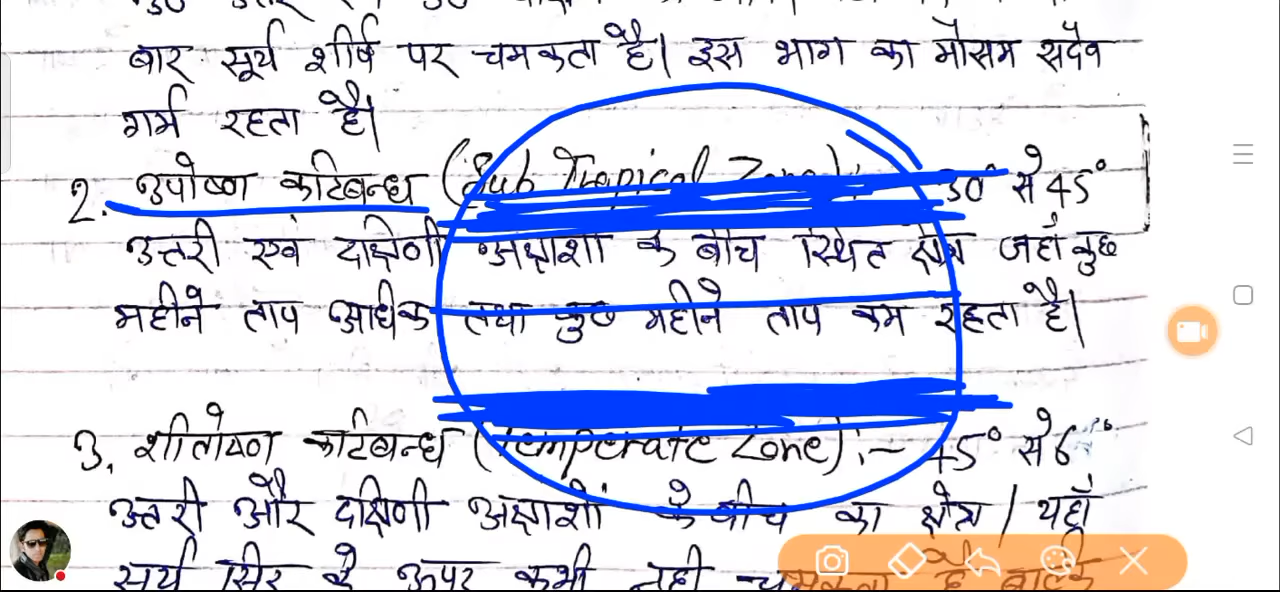 बार सूर्य शीर्ष पर चमकता है। इस भाग का मौसम सदैव
गर्म रहता है।
2. उपोष्ण कटिबन्ध (Sub Tropical Zone):- 30° से 45°
उत्तरी एवं दक्षिणी अक्षाशों के बीच स्थित क्षेत्र जहाँ कुछ
महीने ताप अधिक तथा कुछ महीने ताप कम रहता है।
3. शीतोष्ण कटिबन्ध (Temperate Zone):- 45° से
उत्तरी और दक्षिणी अक्षाशों के बीच का क्षेत्र। यहाँ
सूर्य सिर के ऊपर कभी नहीं